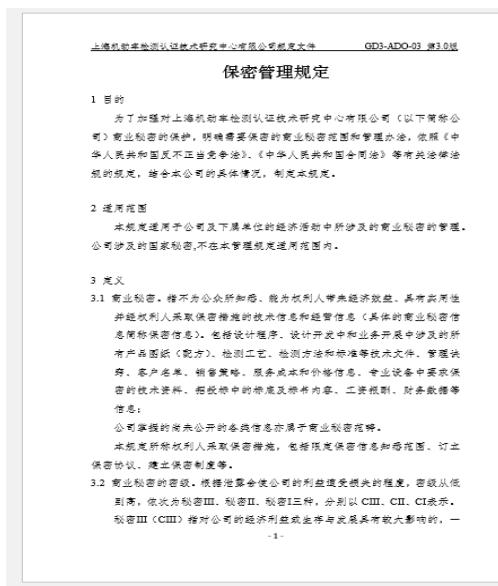 上海机动车检测认证技术研究中心有限公司规定文件 GD3-ADO-03 第3.0版
保密管理规定
1 目的
为了加强对上海机动车检测认证技术研究中心有限公司（以下简称公
司）商业秘密的保护，明确需要保密的商业秘密范围和管理办法，依照《中
华人民共和国反不正当竞争法》、《中华人民共和国合同法》等有关法律法
规的规定，结合本公司的具体情况，制定本规定。
2 适用范围
本规定适用于公司及下属单位的经济活动中所涉及的商业秘密的管理。
公司涉及的国家秘密,不在本管理规定适用范围内。
3 定义
3.1 商业秘密。指不为公众所知悉、能为权利人带来经济效益、具有实用性
并经权利人采取保密措施的技术信息和经营信息（具体的商业秘密信
息简称保密信息）。包括设计程序、设计开发中和业务开展中涉及的所
有产品图纸（配方）、检测工艺、检测方法和标准等技术文件、管理诀
窍、客户名单、销售策略、服务成本和价格信息、专业设备中要求保
密的技术资料、招投标中的标底及标书内容、工资报酬、财务数据等
信息；
公司掌握的尚未公开的各类信息亦属于商业秘密范畴。
本规定所称权利人采取保密措施，包括限定保密信息知悉范围、订立
保密协议、建立保密制度等。
3.2 商业秘密的密级。根据泄露会使公司的利益遭受损失的程度，密级从低
到高，依次为秘密III、秘密II、秘密I三种，分别以 CIII、CII、CI表示。
秘密III（CIII）指对公司的经济利益或生存与发展具有较大影响的，一
- 1 -